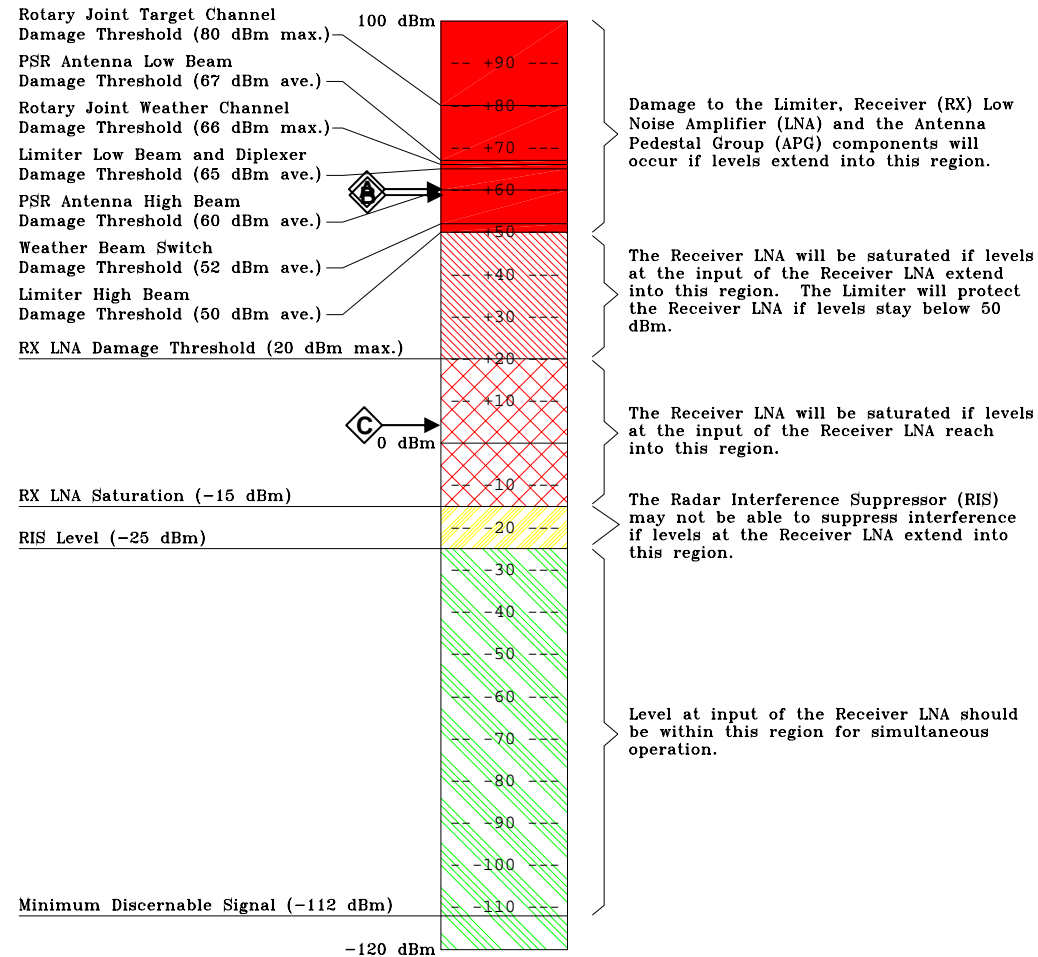 Rotary Joint Target Channel
Damage Threshold (80 dBm max.)
PSR Antenna Low Beam
Damage Threshold (67 dBm ave.)
Rotary Joint Weather Channel
Damage Threshold (66 dBm max.)
Limiter Low Beam and Diplexer
Damage Threshold (65 dBm ave.)
PSR Antenna High Beam
Damage Threshold (60 dBm ave.)
Weather Beam Switch
Damage Threshold (52 dBm ave.)
Limiter High Beam
Damage Threshold (50 dBm ave.)
RX LNA Damage Threshold (20 dBm max.)
RX LNA Saturation (-15 dBm)
RIS Level (-25 dBm)
Minimum Discernable Signal (-112 dBm)
A
B
C
100 dBm
+90
+80
+70
+60
+50
+40
+30
+20
+10
0 dBm
-10
-20
-30
-40
-50
-60
-70
-80
-90
-100
-110
-120 dBm
Damage to the Limiter, Receiver (RX) Low
Noise Amplifier (LNA) and the Antenna
Pedestal Group (APG) components will
occur if levels extend into this region.
The Receiver LNA will be saturated if levels
at the input of the Receiver LNA extend
into this region. The Limiter will protect
the Receiver LNA if levels stay below 50
dBm.
The Receiver LNA will be saturated if levels
at the input of the Receiver LNA reach
into this region.
The Radar Interference Suppressor (RIS)
may not be able to suppress interference
if levels at the Receiver LNA extend into
this region.
Level at input of the Receiver LNA should
be within this region for simultaneous
operation.